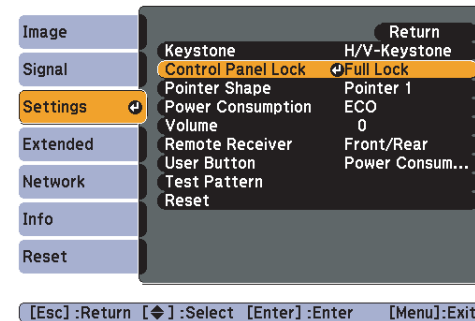 Image
Signal
Settings
Extended
Network
Info
Reset
Return
Keystone H/V-Keystone
Control Panel Lock Full Lock
Pointer Shape Pointer 1
Power Consumption ECO
Volume 0
Remote Receiver Front/Rear
User Button Power Consum...
Test Pattern
Reset
[Esc] :Return [◆] :Select [Enter] :Enter [Menu]:Exit